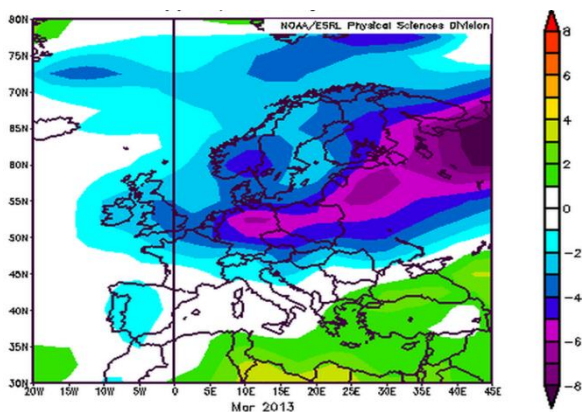 NOAA/ESRL Physical Sciences Division
80N
75N
70N
65N
60N
55N
50N
45N
40N
35N
30N
20W 15W 10W 5W 0 5E 10E 15E 20E 25E 30E 35E 40E 45E
Mar 2013
8
6
4
2
0
-2
-4
-6
-8